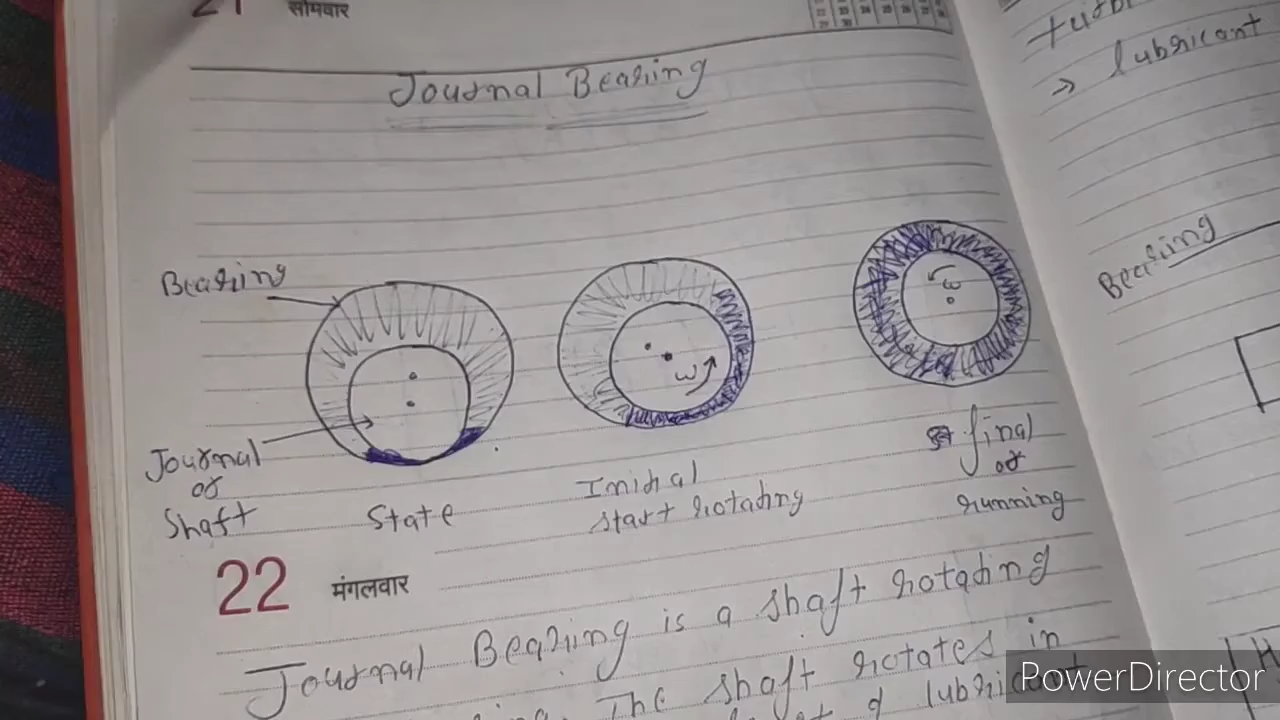 21 सोमवार
Journal Bearing
Bearing
Journal
or
Shaft
State
Initial
start rotating
ω
final
or
running
ω
22 मंगलवार
Journal Bearing is a shaft rotating
The shaft rotates in
lubricant
» lubricant
Bearing
PowerDirector